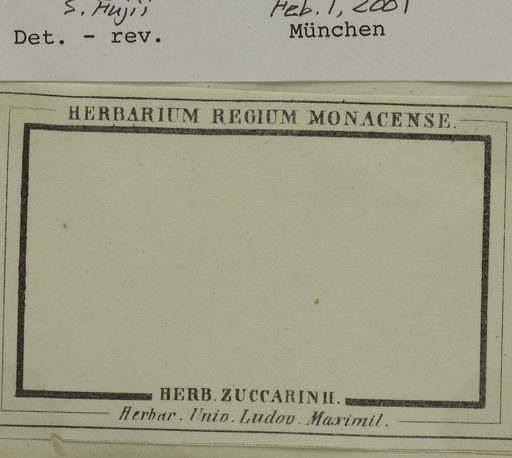 S. Fujii Feb. 1, 2001
Det. - rev. München
HERBARIUM REGIUM MONACENSE.
HERB. ZUCCARINII.
Herbar. Univ. Ludov. Maximil.